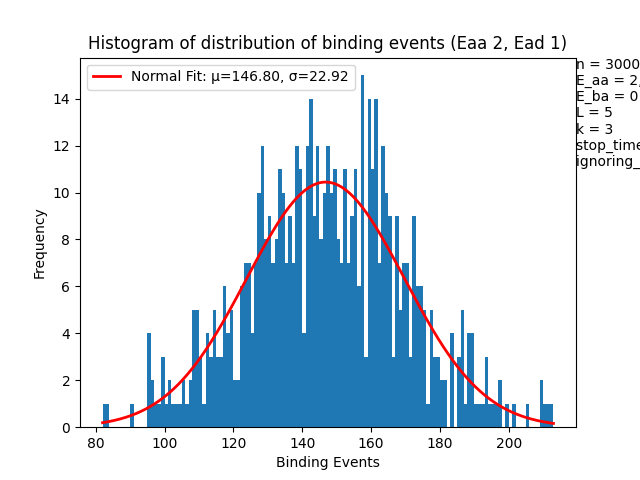 Histogram of distribution of binding events (Eaa 2, Ead 1)
Normal Fit: μ=146.80, σ=22.92
n = 3000
E_aa = 2,
E_ba = 0
L = 5
k = 3
stop_time
ignoring_
Frequency
14
12
10
8
6
4
2
0
80 100 120 140 160 180 200
Binding Events